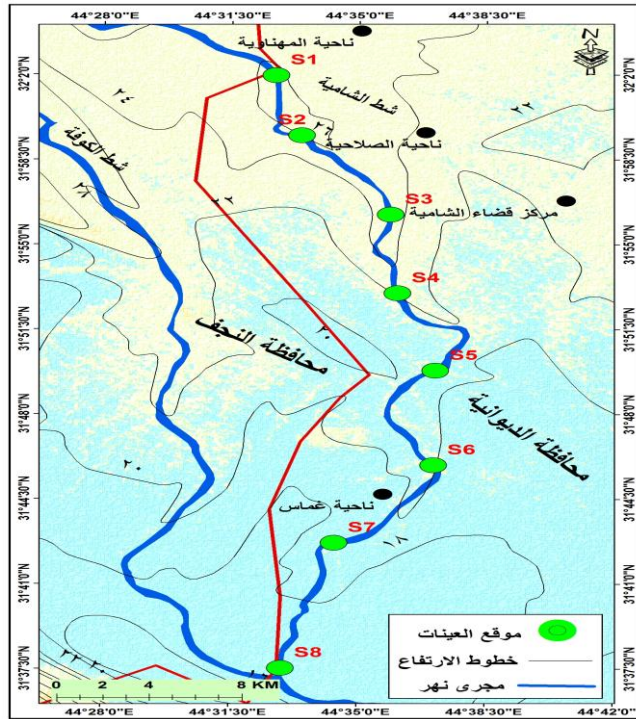 44°28'0"E 44°31'30"E 44°35'0"E 44°38'30"E
N
ناحية المهناوية
S1
32°2'0"N 32°2'0"N
شط الشامية
٢٤
٢٢
٢٦
S2
ناحية الصلاحية
31°58'30"N 31°58'30"N
شط الكوفة
٢٨
S3
مركز قضاء الشامية
٢٢
31°55'0"N 31°55'0"N
S4
31°51'30"N 31°51'30"N
٢٠
محافظة النجف
S5
محافظة الديوانية
31°48'0"N 31°48'0"N
٢٠
S6
31°44'30"N 31°44'30"N
ناحية غماس
S7
١٨
31°41'0"N 31°41'0"N
موقع العينات
خطوط الارتفاع
مجرى نهر
S8
31°37'30"N
٢٢ ٢٠
0 2 4 8 KM
44°28'0"E 44°31'30"E 44°35'0"E 44°38'30"E 44°42'0"E